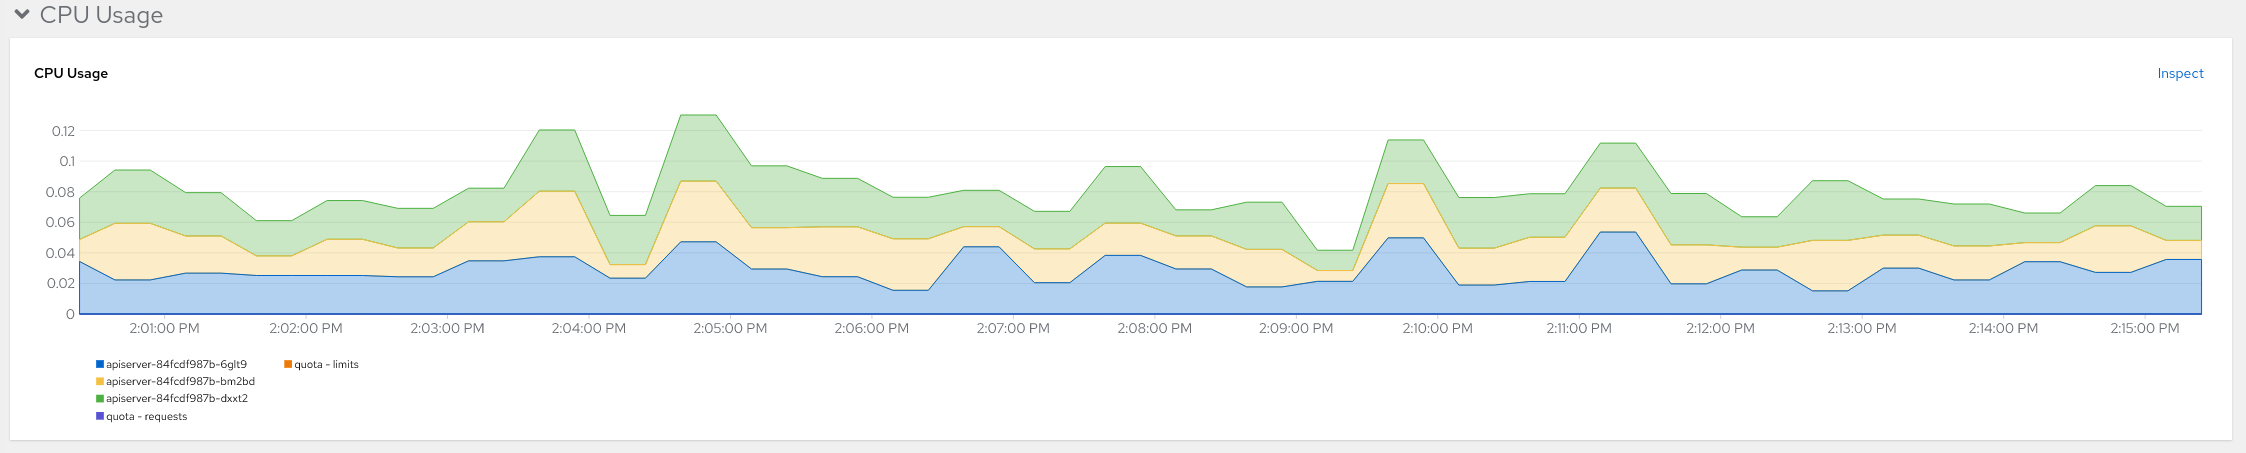 CPU Usage
CPU Usage
Inspect
0.12
0.1
0.08
0.06
0.04
0.02
0
2:01:00 PM 2:02:00 PM 2:03:00 PM 2:04:00 PM 2:05:00 PM 2:06:00 PM 2:07:00 PM 2:08:00 PM 2:09:00 PM 2:10:00 PM 2:11:00 PM 2:12:00 PM 2:13:00 PM 2:14:00 PM 2:15:00 PM
apiserver-84fcdf987b-6glt9 quota - limits
apiserver-84fcdf987b-bm2bd
apiserver-84fcdf987b-dxxt2
quota - requests